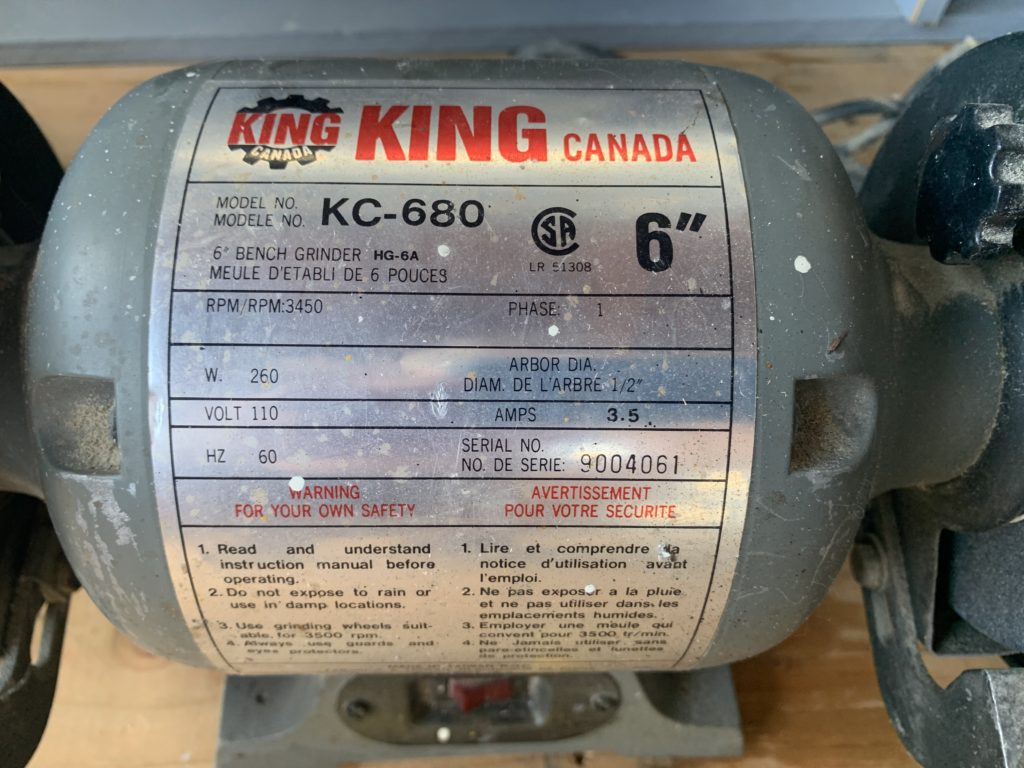 KING KING CANADA
CANADA
MODEL NO.
MODELE NO. KC-680
6" BENCH GRINDER HG-6A
MEULE D'ETABLI DE 6 POUCES
CSA
LR 51308
6"
RPM/RPM:3450 PHASE: 1
W. 260 ARBOR DIA.
DIAM. DE L'ARBRE 1/2"
VOLT 110 AMPS 3.5
HZ 60 SERIAL NO.
NO. DE SERIE: 9004061
WARNING
FOR YOUR OWN SAFETY
AVERTISSEMENT
POUR VOTRE SECURITE
1. Read and understand
instruction manual before
operating.
2. Do not expose to rain or
use in damp locations.
3. Use grinding wheels suit-
able for 3500 rpm.
4. Always use guards and
eyes protectors.
1. Lire et comprendre la
notice d'utilisation avant
l'emploi.
2. Ne pas exposer a la pluie
et ne pas utiliser dans les
emplacements humides.
3. Employer une meule qui
convent pour 3500 tr/min.
4. Ne Jamais utiliser sans
pare-etincelles et lunettes
de protection.
MADE IN TAIWAN